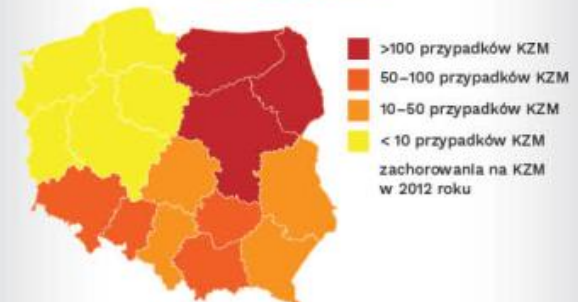 >100 przypadków KZM
50–100 przypadków KZM
10–50 przypadków KZM
< 10 przypadków KZM
zachorowania na KZM
w 2012 roku